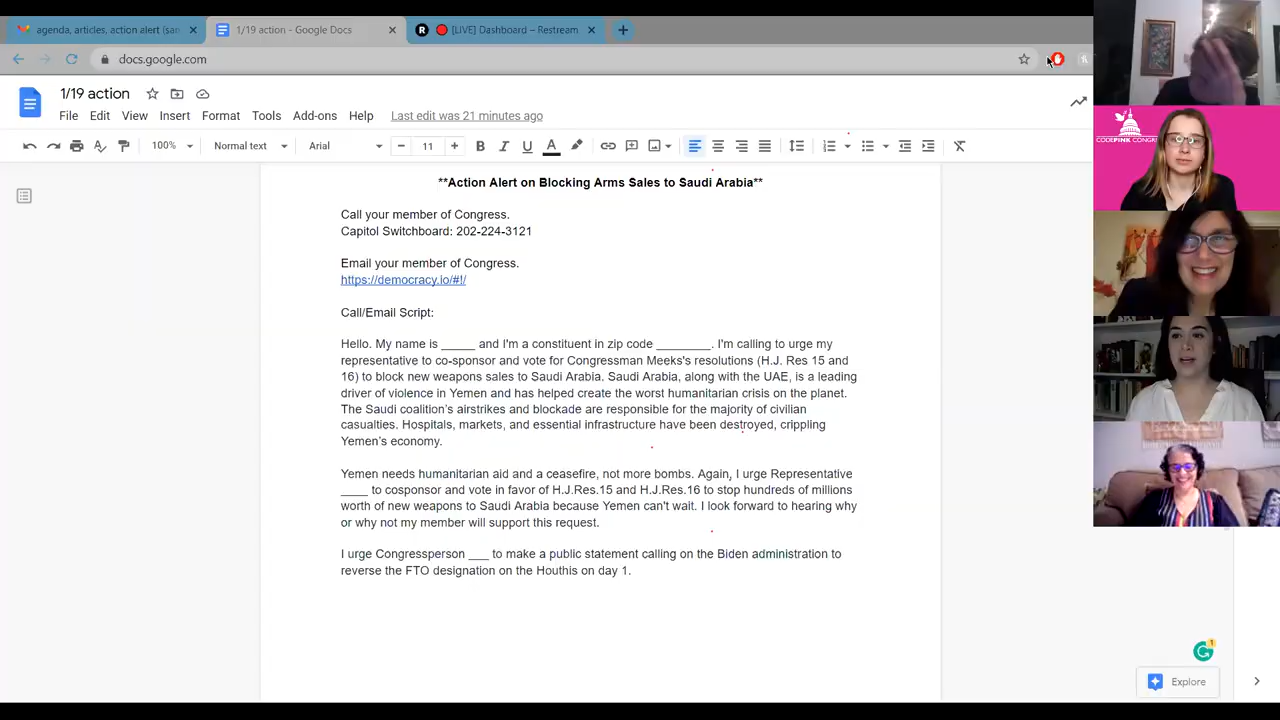 agenda, articles, action alert (san
1/19 action - Google Docs
R
[LIVE] Dashboard – Restream
docs.google.com
1/19 action
File Edit View Insert Format Tools Add-ons Help Last edit was 21 minutes ago
100% Normal text Arial 11 B I U A
**Action Alert on Blocking Arms Sales to Saudi Arabia**
Call your member of Congress.
Capitol Switchboard: 202-224-3121
Email your member of Congress.
https://democracy.io/#!/
Call/Email Script:
Hello. My name is _____ and I'm a constituent in zip code ________. I'm calling to urge my
representative to co-sponsor and vote for Congressman Meeks's resolutions (H.J. Res 15 and
16) to block new weapons sales to Saudi Arabia. Saudi Arabia, along with the UAE, is a leading
driver of violence in Yemen and has helped create the worst humanitarian crisis on the planet.
The Saudi coalition's airstrikes and blockade are responsible for the majority of civilian
casualties. Hospitals, markets, and essential infrastructure have been destroyed, crippling
Yemen's economy.
Yemen needs humanitarian aid and a ceasefire, not more bombs. Again, I urge Representative
____ to cosponsor and vote in favor of H.J.Res.15 and H.J.Res.16 to stop hundreds of millions
worth of new weapons to Saudi Arabia because Yemen can't wait. I look forward to hearing why
or why not my member will support this request.
I urge Congressperson ___ to make a public statement calling on the Biden administration to
reverse the FTO designation on the Houthis on day 1.
CODEPINK CONGR
1
Explore